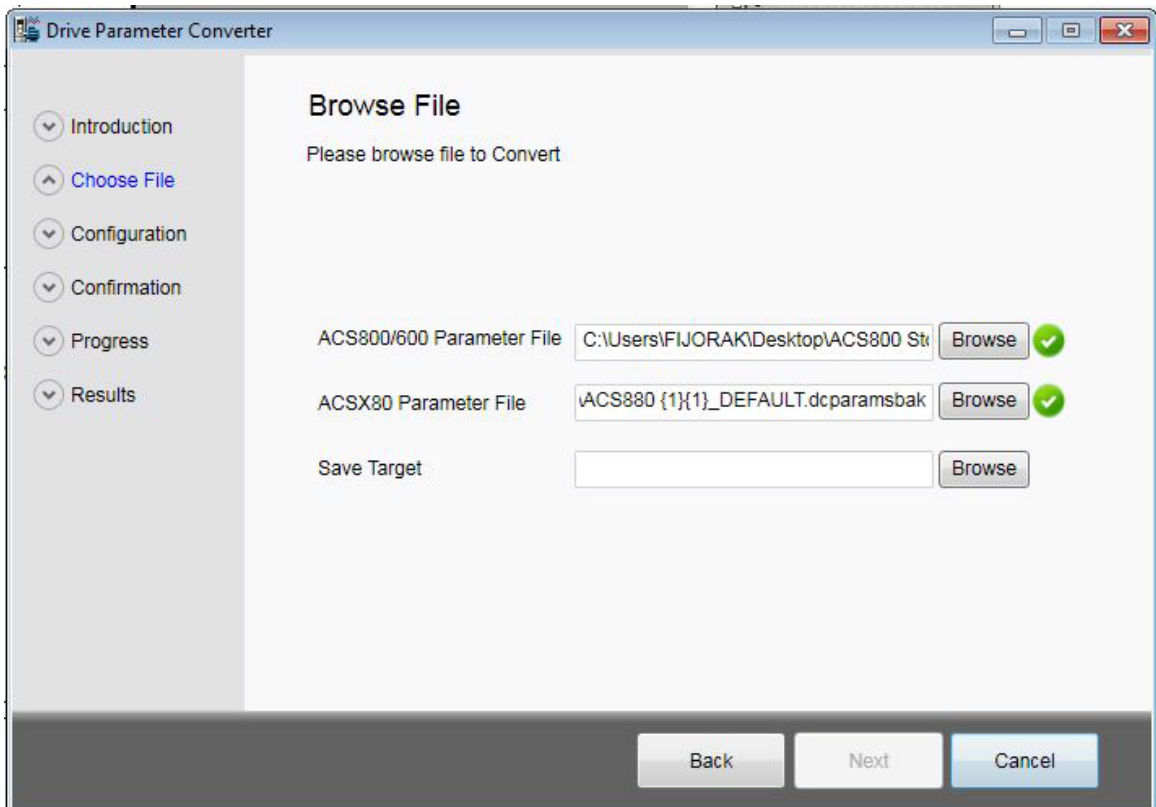 Drive Parameter Converter
Introduction
Choose File
Configuration
Confirmation
Progress
Results
Browse File
Please browse file to Convert
ACS800/600 Parameter File C:\Users\FIJORAK\Desktop\ACS800 Browse
ACSX80 Parameter File \ACS880 {1}{1}_DEFAULT.dcparamsbak Browse
Save Target Browse
Back Next Cancel